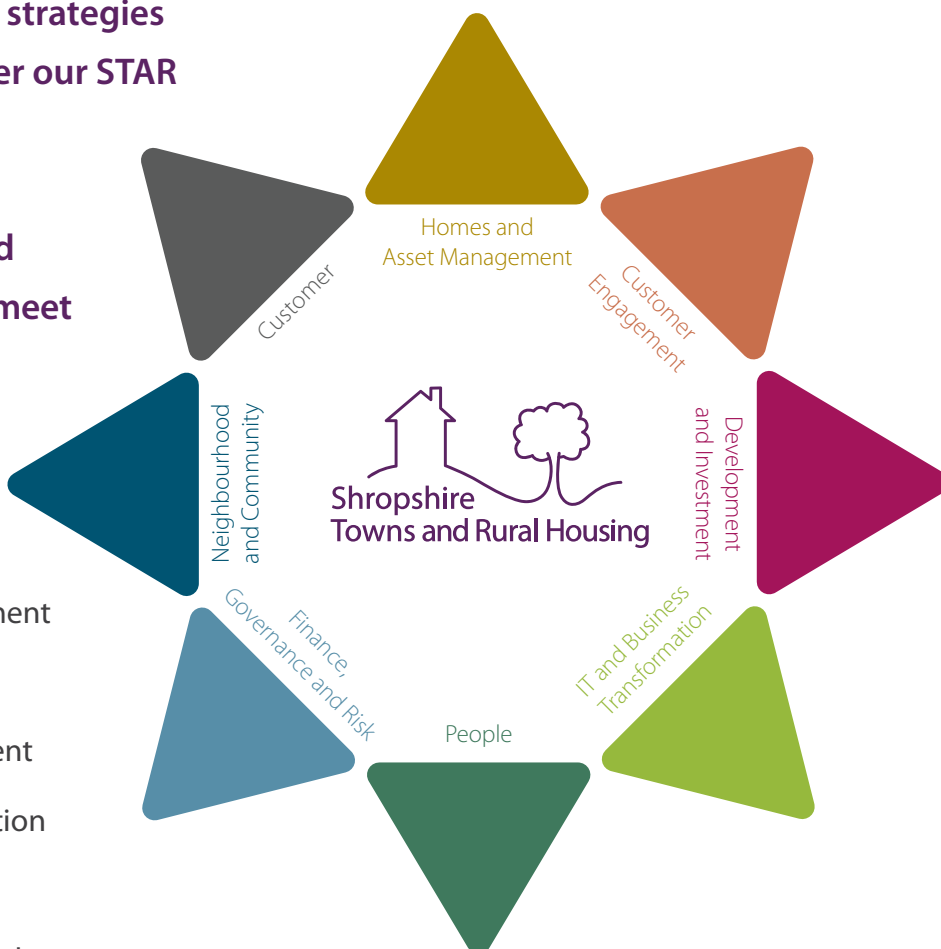 strategies
er our STAR
d
meet
nent
ent
tion
Homes and
Asset Management
Customer
Engagement
Development
and Investment
IT and Business
Transformation
People
Finance,
Governance and Risk
Neighbourhood
and Community
Customer
Shropshire
Towns and Rural Housing